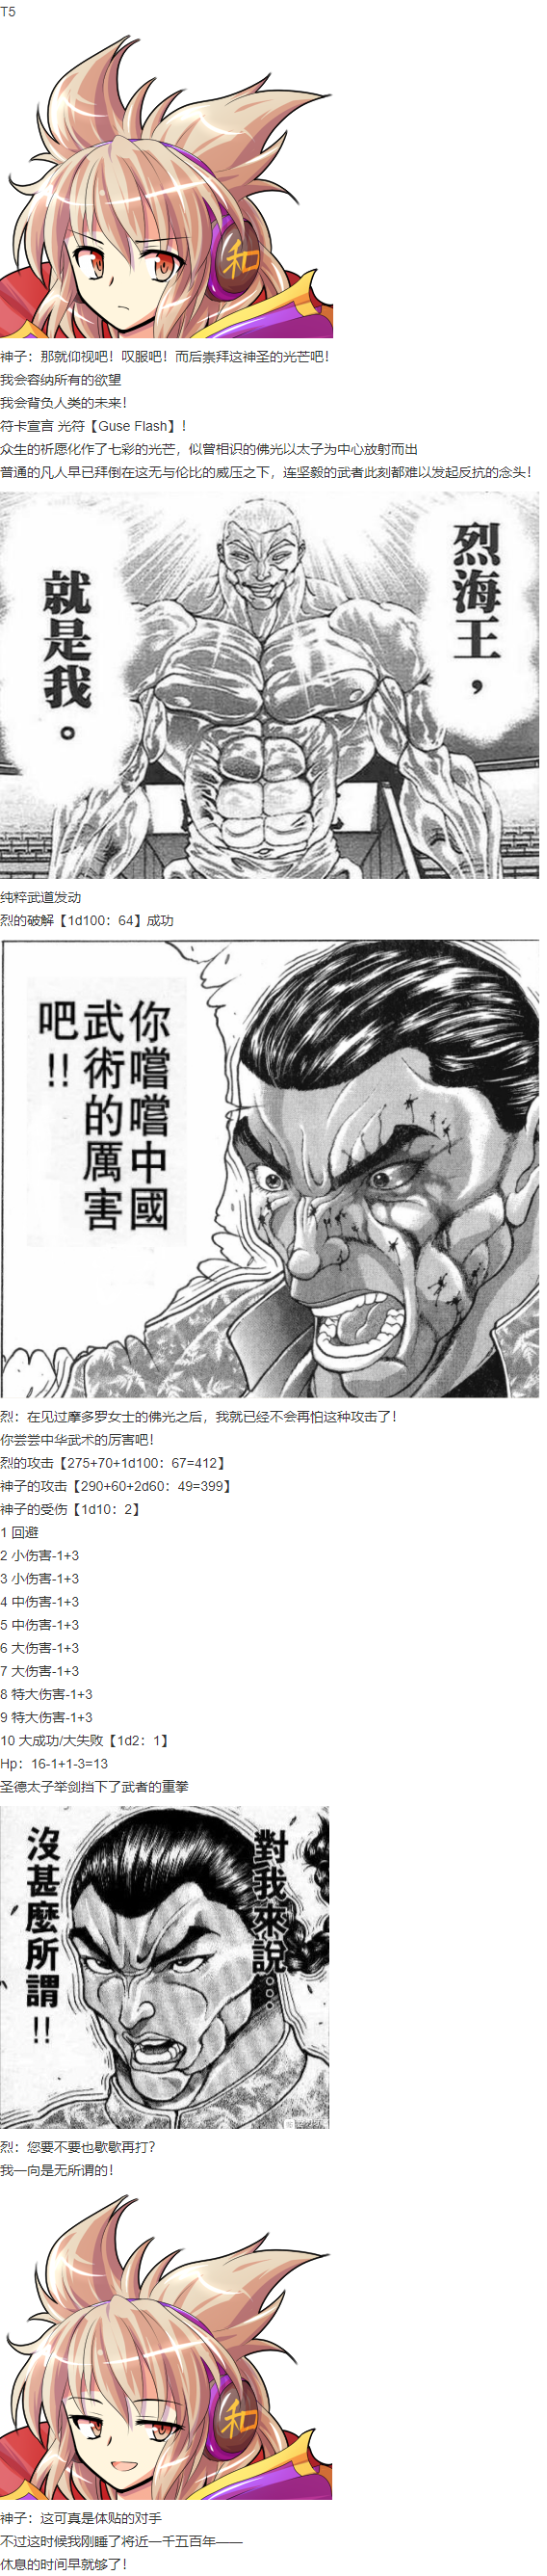 T5
和
神子：那就仰视吧！叹服吧！而后崇拜这神圣的光芒吧！
我会容纳所有的欲望
我会背负人类的未来！
符卡宣言 光符【Guse Flash】！
众生的祈愿化作了七彩的光芒，似曾相识的佛光以太子为中心放射而出
普通的凡人早已拜倒在这无与伦比的威压之下，连坚毅的武者此刻都难以发起反抗的念头！
烈海王，
就是我。
纯粹武道发动
烈的破解【1d100：64】成功
你嚐嚐中國
武術的厲害
吧!!
烈：在见过摩多罗女士的佛光之后，我就已经不会再怕这种攻击了！
你尝尝中华武术的厉害吧！
烈的攻击【275+70+1d100：67=412】
神子的攻击【290+60+2d60：49=399】
神子的受伤【1d10：2】
1 回避
2 小伤害-1+3
3 小伤害-1+3
4 中伤害-1+3
5 中伤害-1+3
6 大伤害-1+3
7 大伤害-1+3
8 特大伤害-1+3
9 特大伤害-1+3
10 大成功/大失败【1d2：1】
Hp：16-1+1-3=13
圣德太子举剑挡下了武者的重拳
對我來說…
沒甚麼所謂!!
烈：您要不要也歇歇再打？
我一向是无所谓的！
和
神子：这可真是体贴的对手
不过这时候我刚睡了将近一千五百年——
休息的时间早就够了！